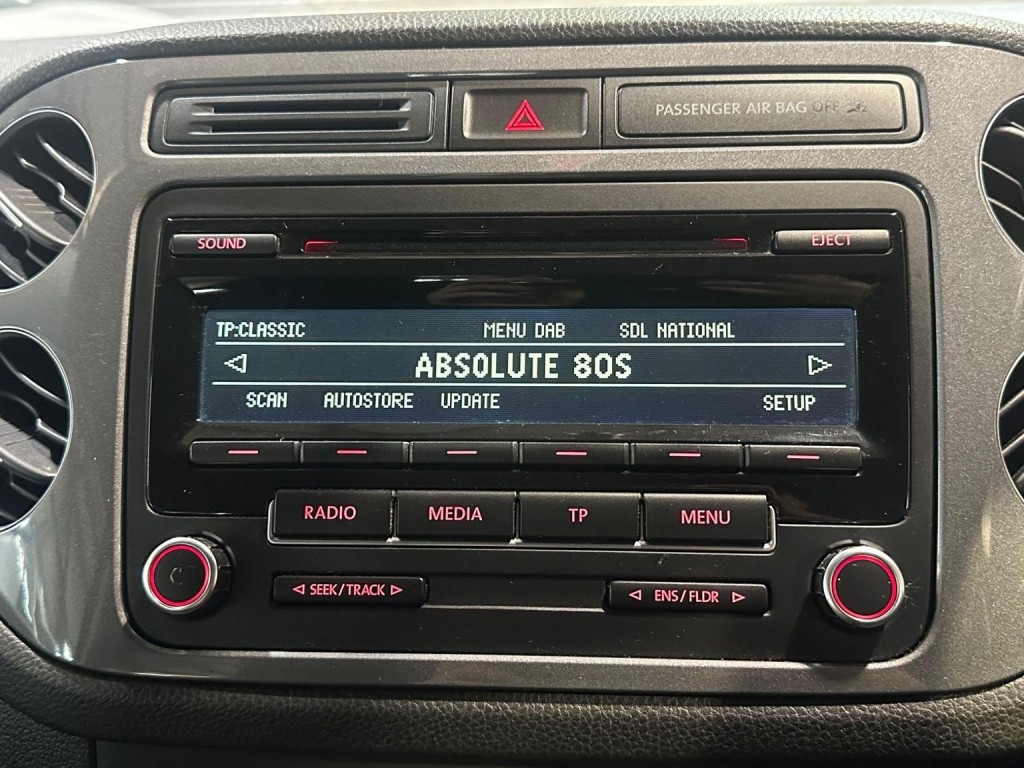 PASSENGER AIR BAG OFF
SOUND
EJECT
TP:CLASSIC MENU DAB SDL NATIONAL
ABSOLUTE 80S
SCAN AUTOSTORE UPDATE SETUP
RADIO MEDIA TP MENU
SEEK/TRACK ENS/FLDR